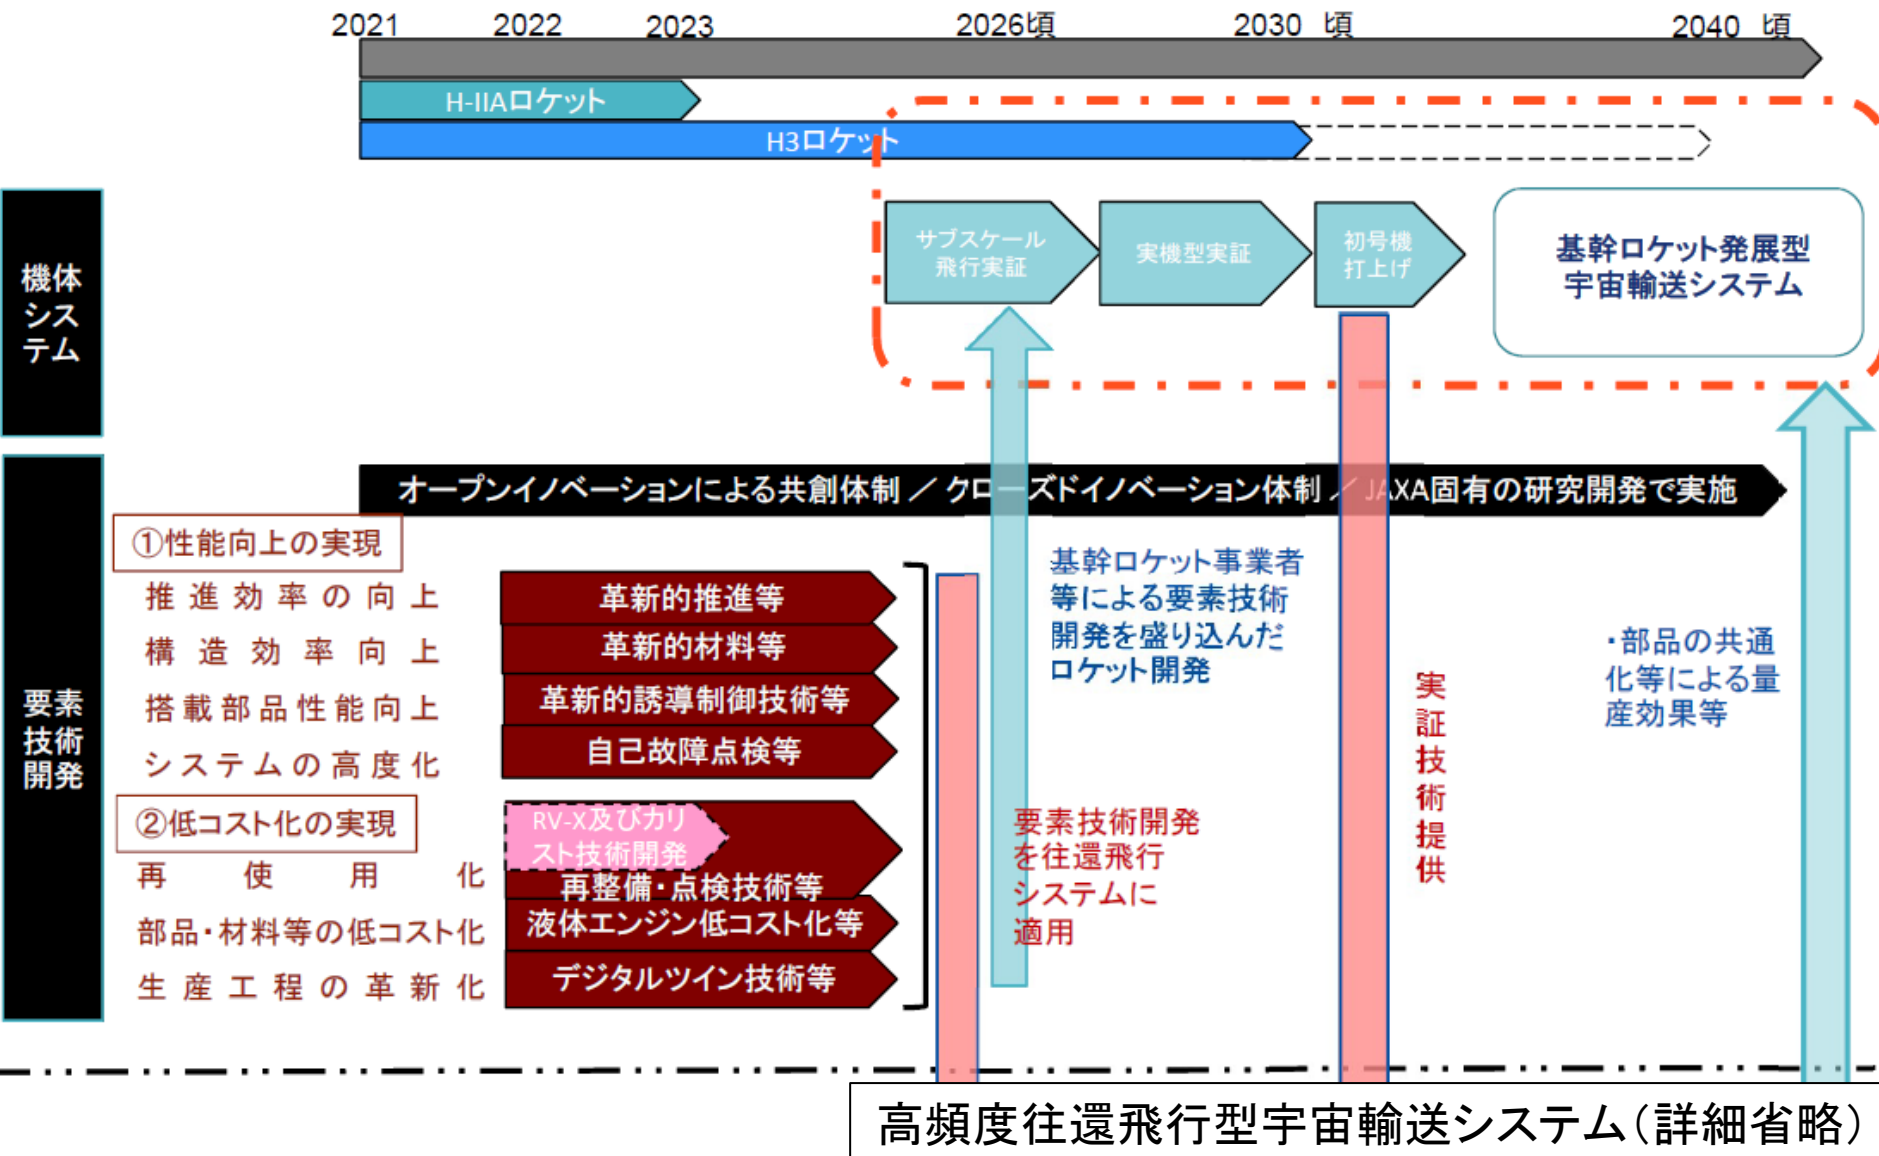 2021 2022 2023 2026頃 2030 頃 2040 頃
H-IIAロケット
H3ロケット
機体
シス
テム
サブスケール
飛行実証
実機型実証
初号機
打上げ
基幹ロケット発展型
宇宙輸送システム
要素
技術
開発
オープンイノベーションによる共創体制／クローズドイノベーション体制／JAXA固有の研究開発で実施
①性能向上の実現
推進効率の向上
構造効率向上
搭載部品性能向上
システムの高度化
革新的推進等
革新的材料等
革新的誘導制御技術等
自己故障点検等
②低コスト化の実現
再使用化
部品・材料等の低コスト化
生産工程の革新化
RV-X及びカリ
スト技術開発
再整備・点検技術等
液体エンジン低コスト化等
デジタルツイン技術等
基幹ロケット事業者
等による要素技術
開発を盛り込んだ
ロケット開発
要素技術開発
を往還飛行
システムに
適用
実証技術提供
・部品の共通
化等による量
産効果等
高頻度往還飛行型宇宙輸送システム（詳細省略）